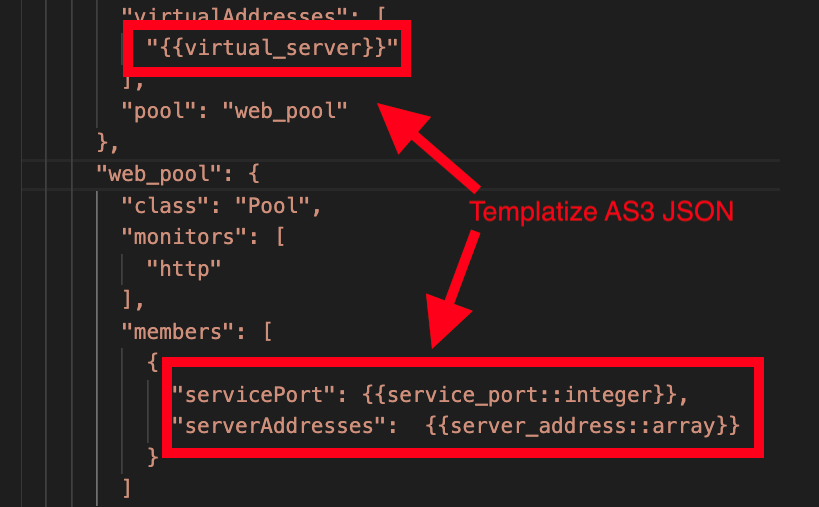 "virtualAddresses": [
"{{virtual_server}}"
],
"pool": "web_pool"
},
"web_pool": {
"class": "Pool",
Templatize AS3 JSON
"monitors": [
"http"
],
"members": [
{
"servicePort": {{service_port::integer}},
"serverAddresses":  {{server_address::array}}
}
]